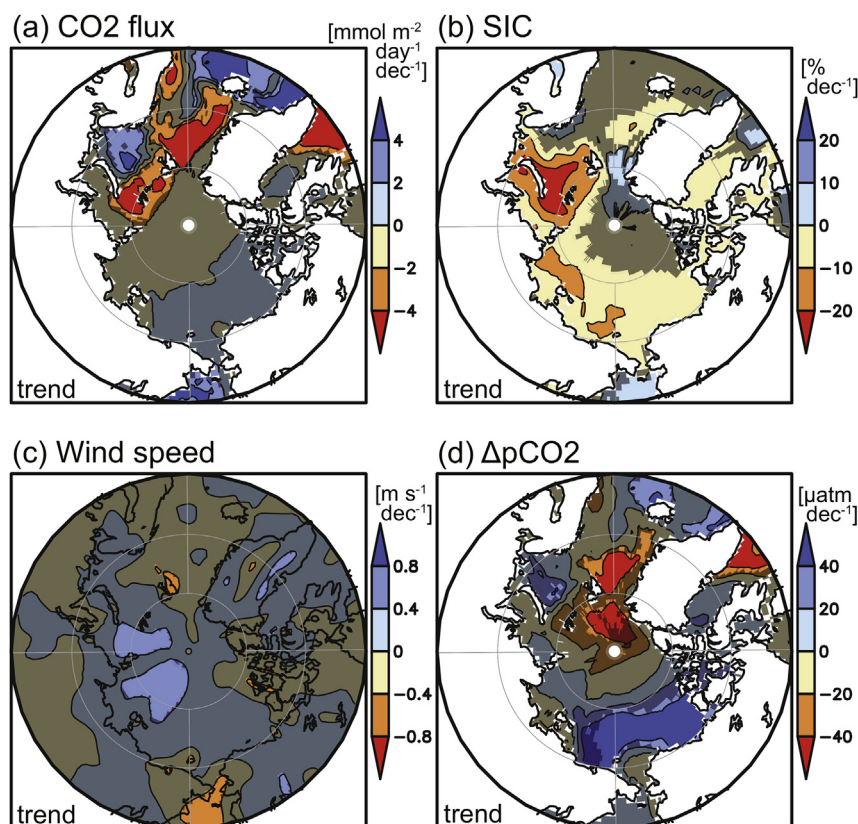 (a) CO2 flux
[mmol m⁻²
day⁻¹
dec⁻¹]
4
2
0
−2
−4
trend
(b) SIC
[%
dec⁻¹]
20
10
0
−10
−20
trend
(c) Wind speed
[m s⁻¹
dec⁻¹]
0.8
0.4
0
−0.4
−0.8
trend
(d) ΔpCO2
[µatm
dec⁻¹]
40
20
0
−20
−40
trend